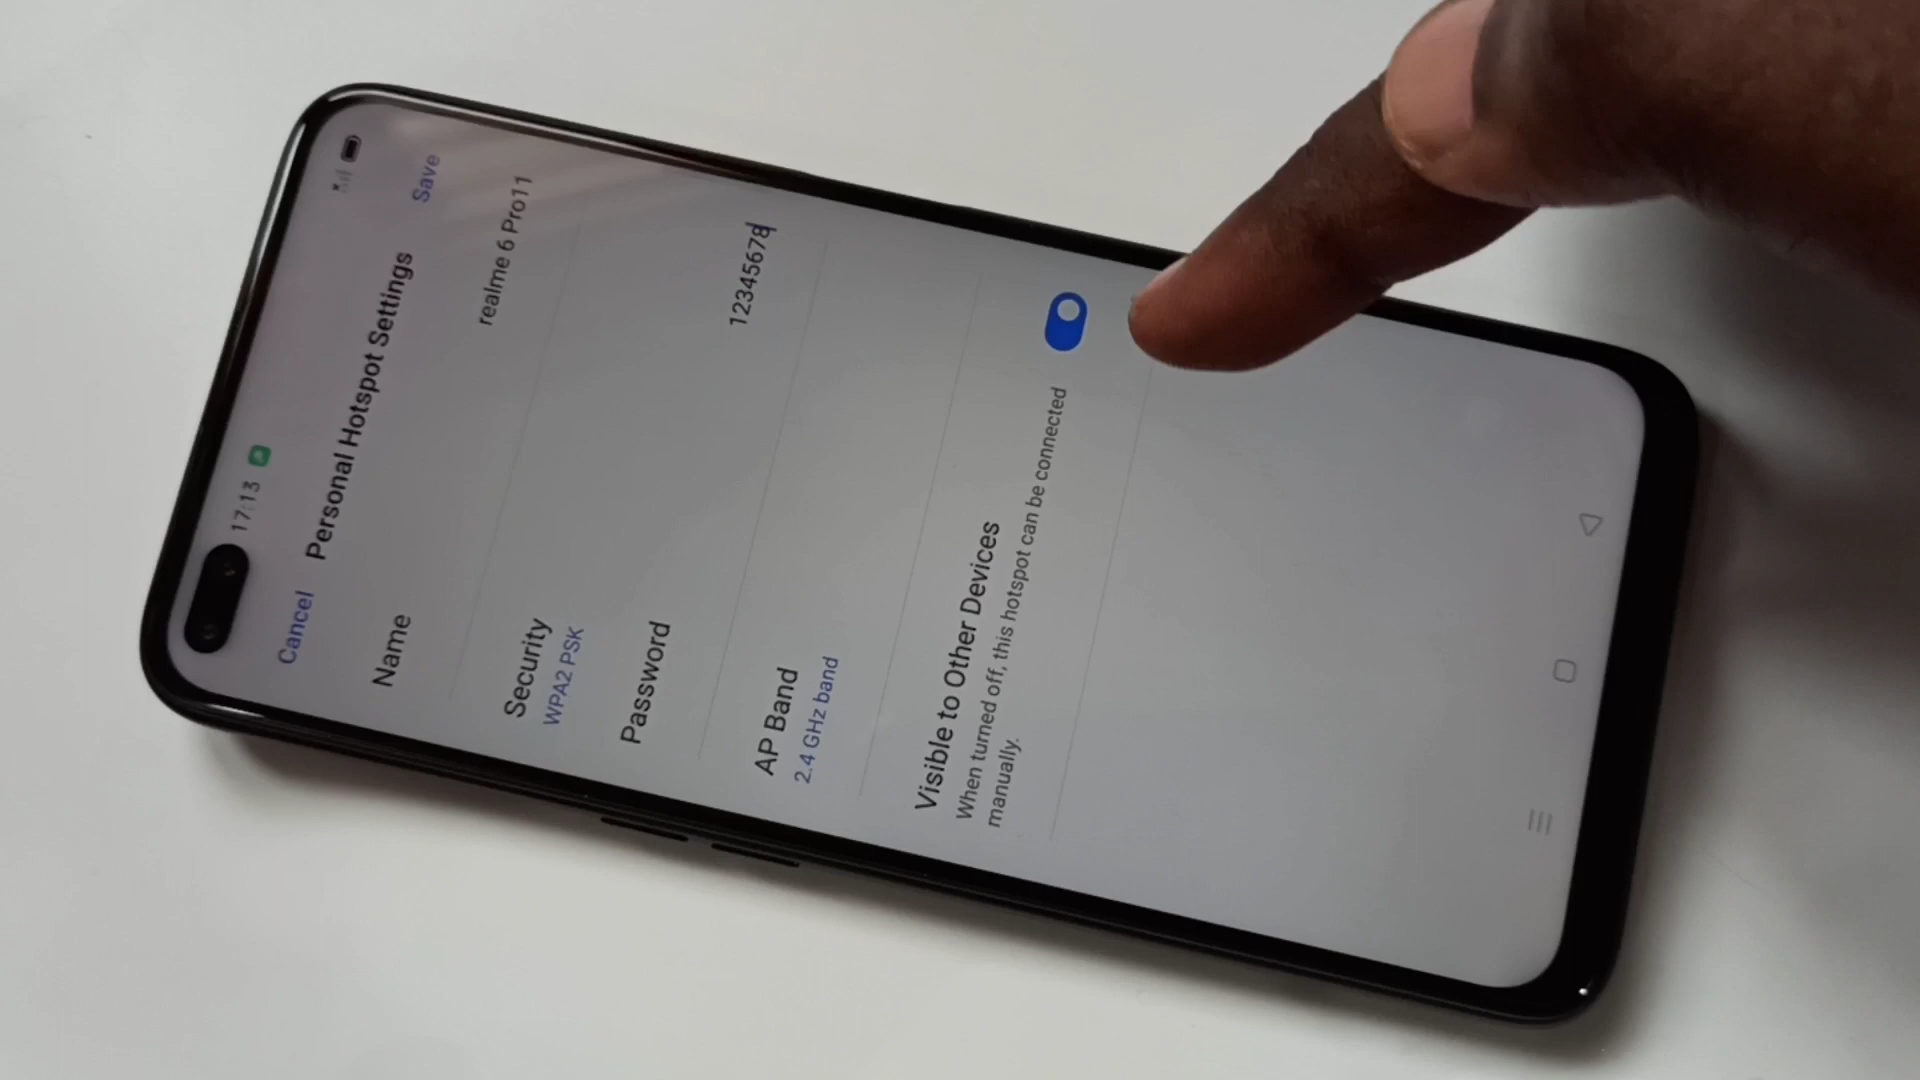 17:13
Cancel
Personal Hotspot Settings
Save
Name
realme 6 Pro11
Security
WPA2 PSK
Password
12345678
AP Band
2.4 GHz band
Visible to Other Devices
When turned off, this hotspot can be connected
manually.